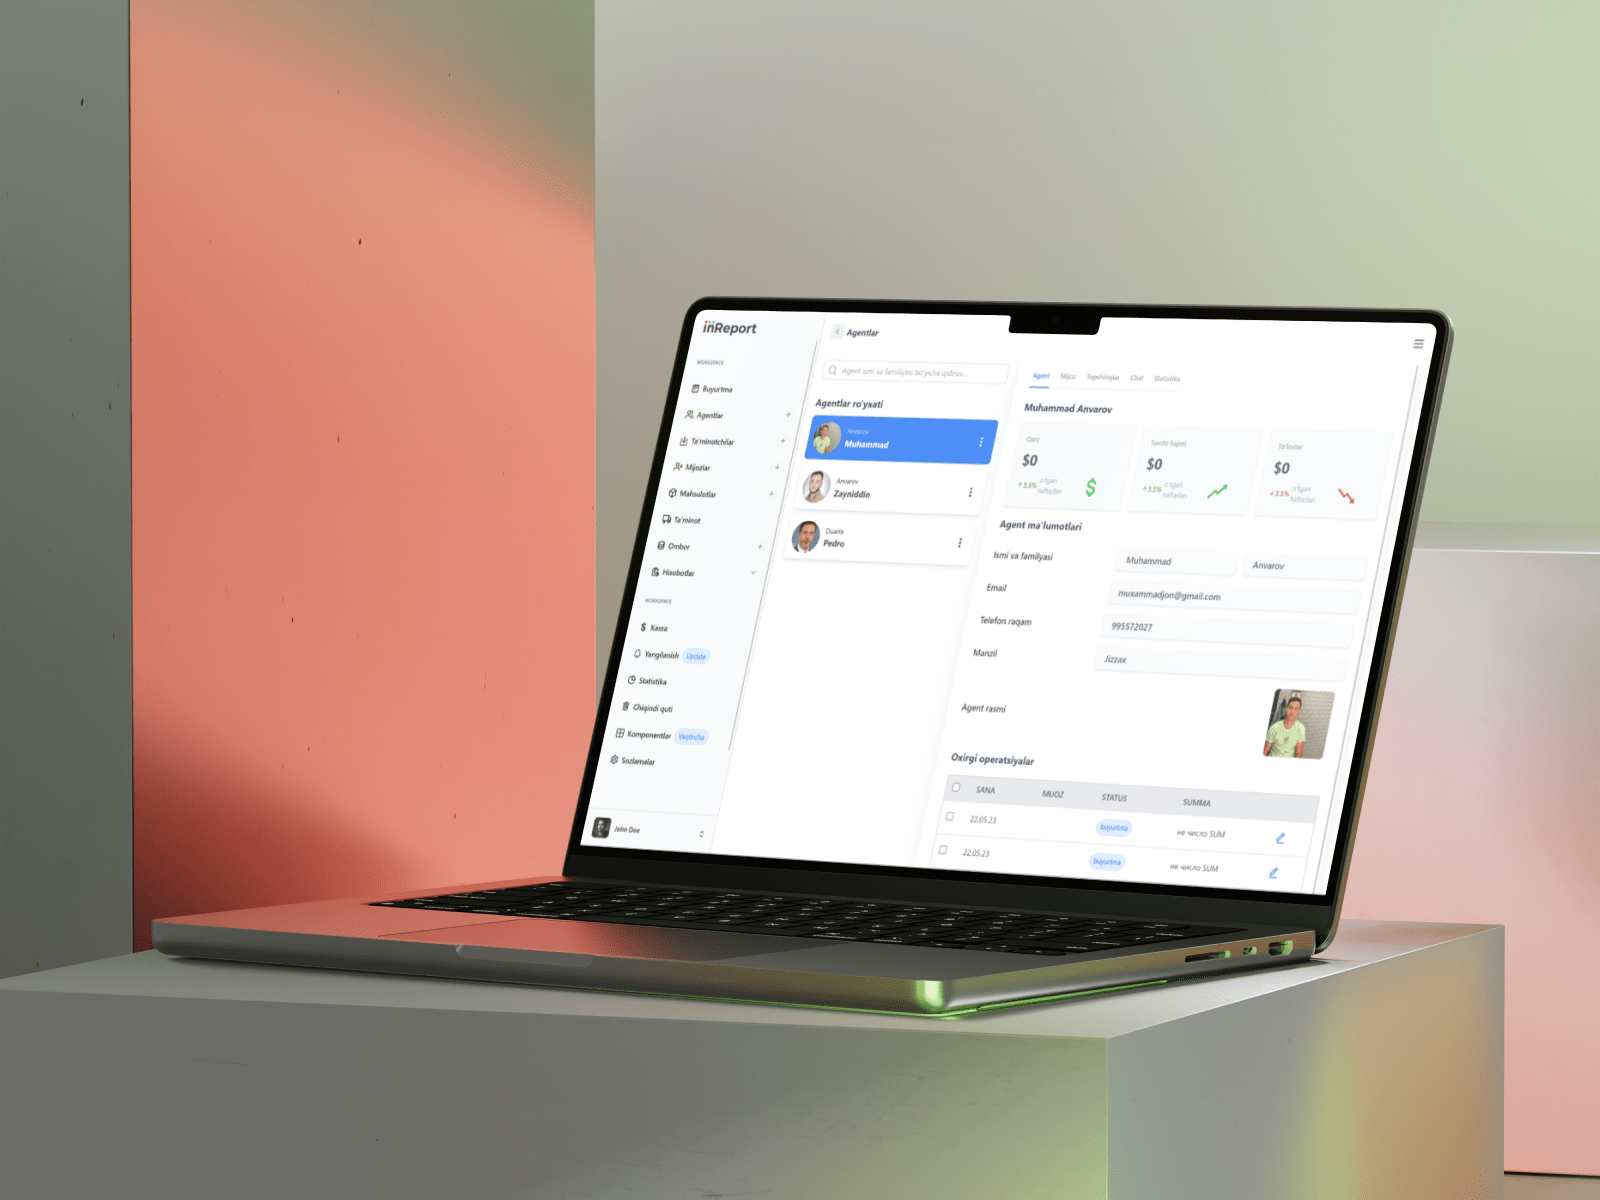 inReport
WORKSPACE
Buyurtma
Agentlar
Ta'minotchilar
Mijozlar
Mahsulotlar
Ta'minot
Ombor
Hisobotlar
WORKSPACE
Kassa
Yangilanish Update
Statistika
Chiqindi quti
Komponentlar Vaqtincha
Sozlamalar
John Doe
Agentlar
Agent ismi va familiyasi bo'yicha qidiruv...
Agentlar ro'yxati
Anvarov
Muhammad
Anvarov
Zayniddin
Duarte
Pedro
Agent Mijoz Topshiriqlar Chat Statistika
Muhammad Anvarov
Qarz
$0
+3.5% o'tgan
haftadan
Savdo hajmi
$0
+3.5% o'tgan
haftadan
To'lovlar
$0
+3.5% o'tgan
haftadan
Agent ma'lumotlari
Ismi va familyasi Muhammad Anvarov
Email muxammadjon@gmail.com
Telefon raqam 995572027
Manzil Jizzax
Agent rasmi
Oxirgi operatsiyalar
SANA MIJOZ STATUS SUMMA
22.05.23 buyurtma не число SUM
22.05.23 buyurtma не число SUM